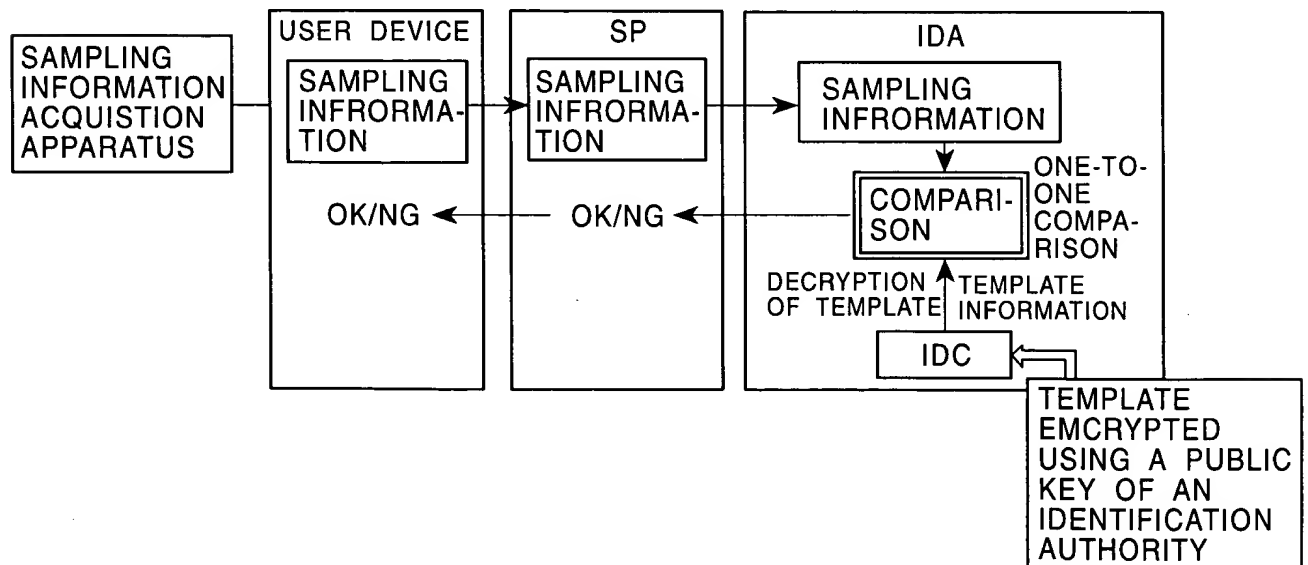 SAMPLING
INFORMATION
ACQUISTION
APPARATUS
USER DEVICE
SAMPLING
INFRORMA-
TION
OK/NG
SP
SAMPLING
INFRORMA-
TION
OK/NG
IDA
SAMPLING
INFRORMATION
COMPARI-
SON
ONE-TO-
ONE
COMPA-
RISON
DECRYPTION
OF TEMPLATE
TEMPLATE
INFORMATION
IDC
TEMPLATE
EMCRYPTED
USING A PUBLIC
KEY OF AN
IDENTIFICATION
AUTHORITY